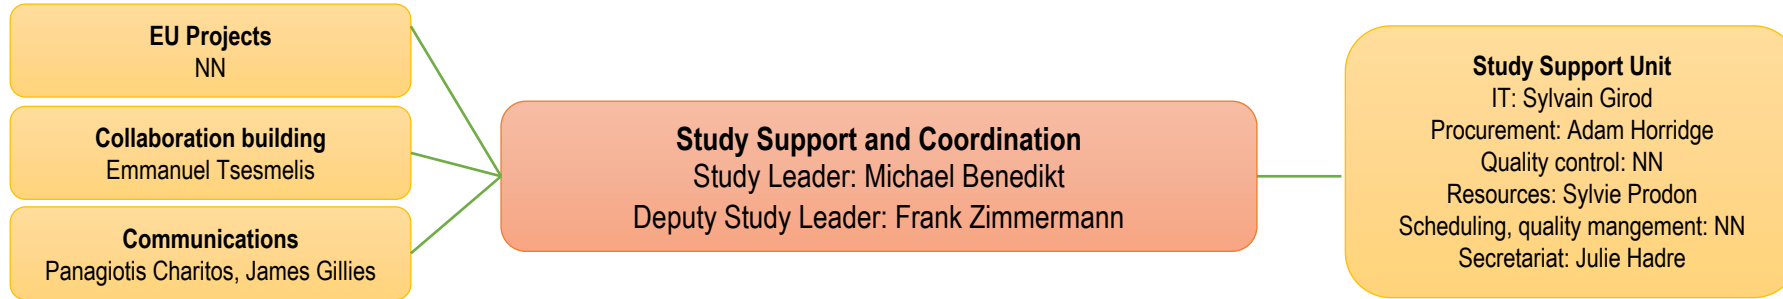 EU Projects
NN
Collaboration building
Emmanuel Tsesmelis
Communications
Panagiotis Charitos, James Gillies
Study Support and Coordination
Study Leader: Michael Benedikt
Deputy Study Leader: Frank Zimmermann
Study Support Unit
IT: Sylvain Girod
Procurement: Adam Horridge
Quality control: NN
Resources: Sylvie Prodon
Scheduling, quality mangement: NN
Secretariat: Julie Hadre